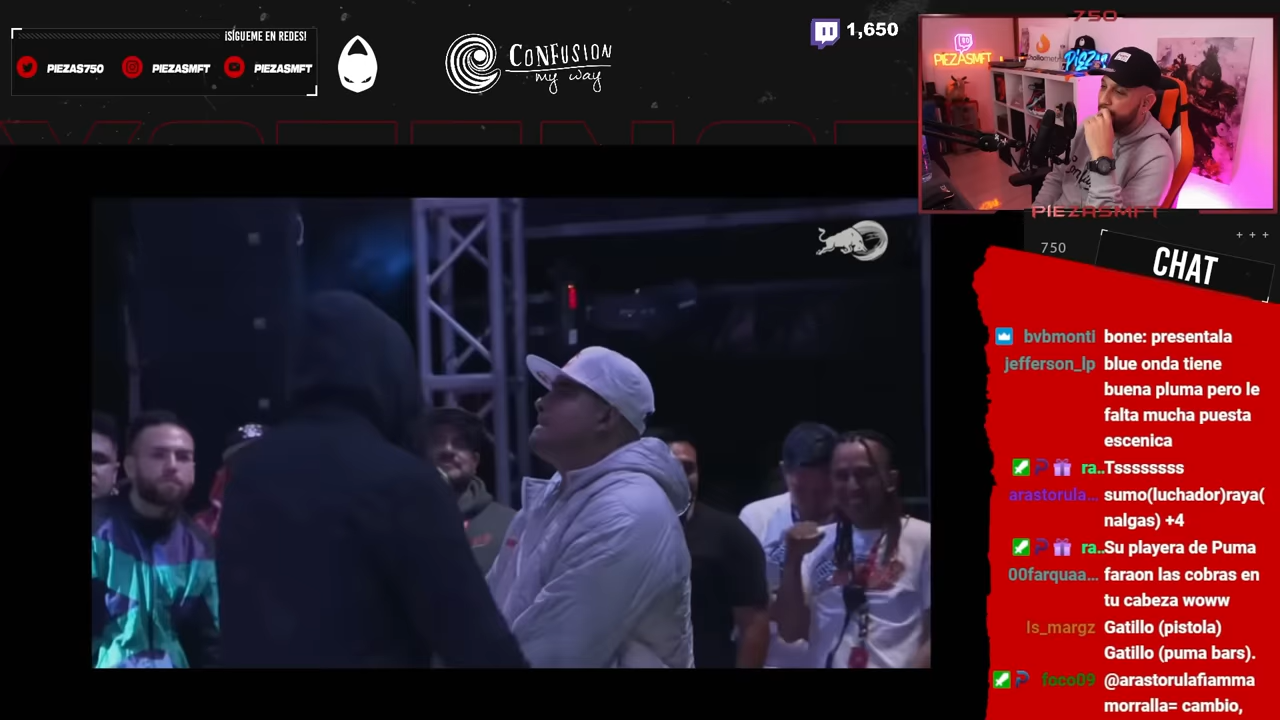 ¡SÍGUEME EN REDES!
PIEZAS750
PIEZASMFT
PIEZASMFT
CONFUSION
my way
1,650
750
PIEZASMFT
PIEZASMFT
750
+ + +
CHAT
bvbmonti bone: presentala
jefferson_lp blue onda tiene
buena pluma pero le
falta mucha puesta
escenica
ra.. Tssssssss
arastorula... sumo(luchador)raya(
nalgas) +4
ra.. Su playera de Puma
00farquaa... faraon las cobras en
tu cabeza woww
ls_margz Gatillo (pistola)
Gatillo (puma bars).
foco09 @arastorulafiamma
morralla= cambio,